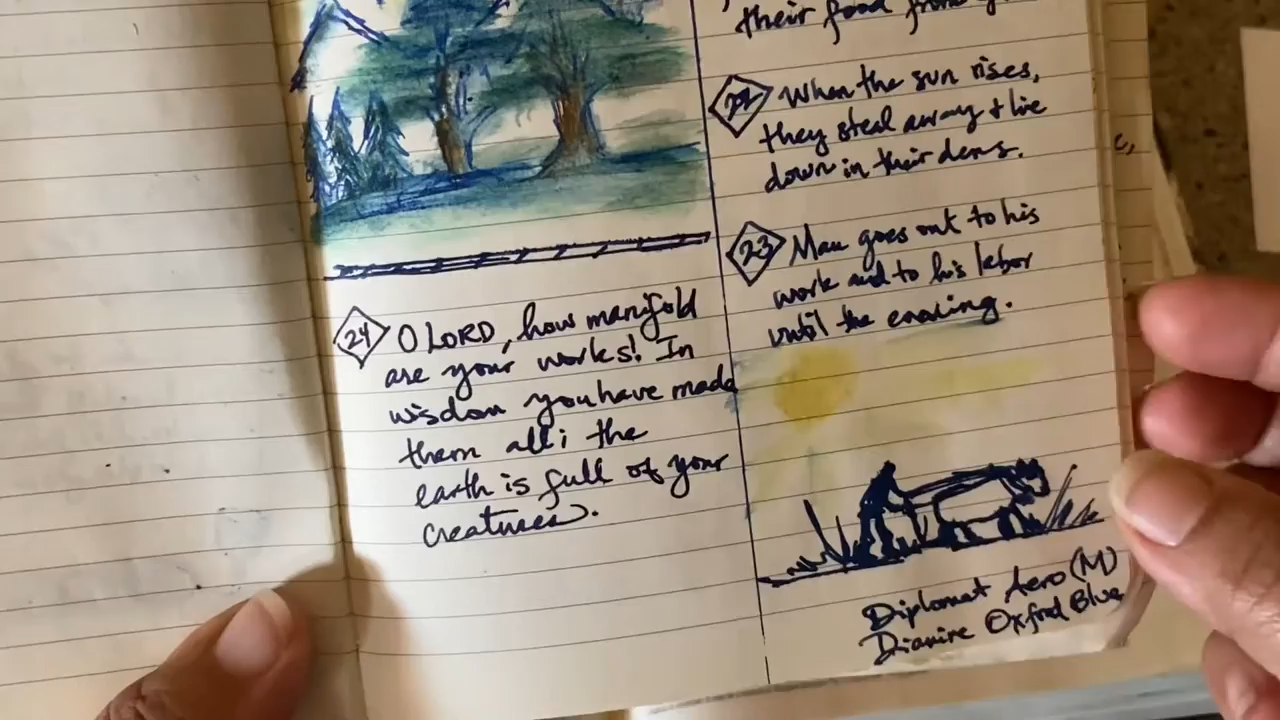 24 O LORD, how manifold
are your works! In
wisdom you have made
them all; the
earth is full of your
creatures.
their food from
22 When the sun rises,
they steal away & lie
down in their dens.
23 Man goes out to his
work and to his labor
until the evening.
Diplomat Aero (M)
Diamine Oxford Blue